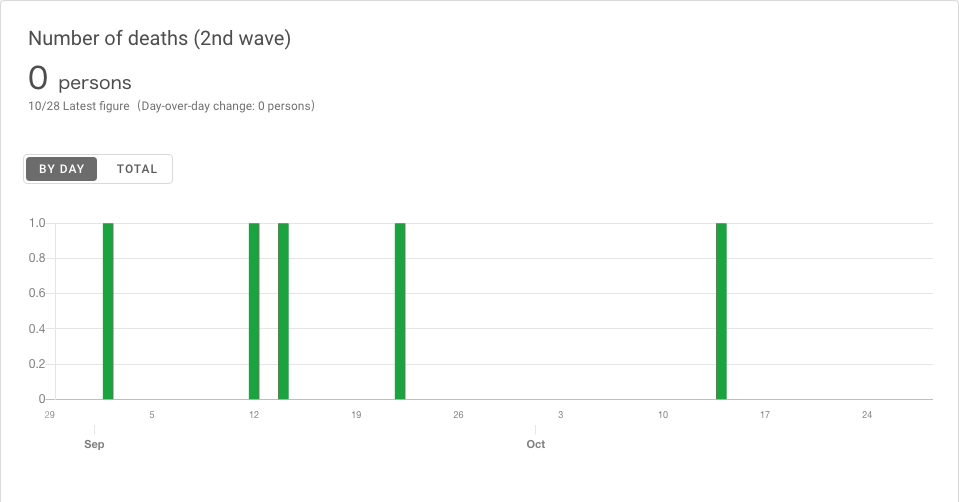 Number of deaths (2nd wave)
0 persons
10/28 Latest figure (Day-over-day change: 0 persons)
BY DAY TOTAL
1.0
0.8
0.6
0.4
0.2
0
29 5 12 19 26 3 10 17 24
Sep Oct